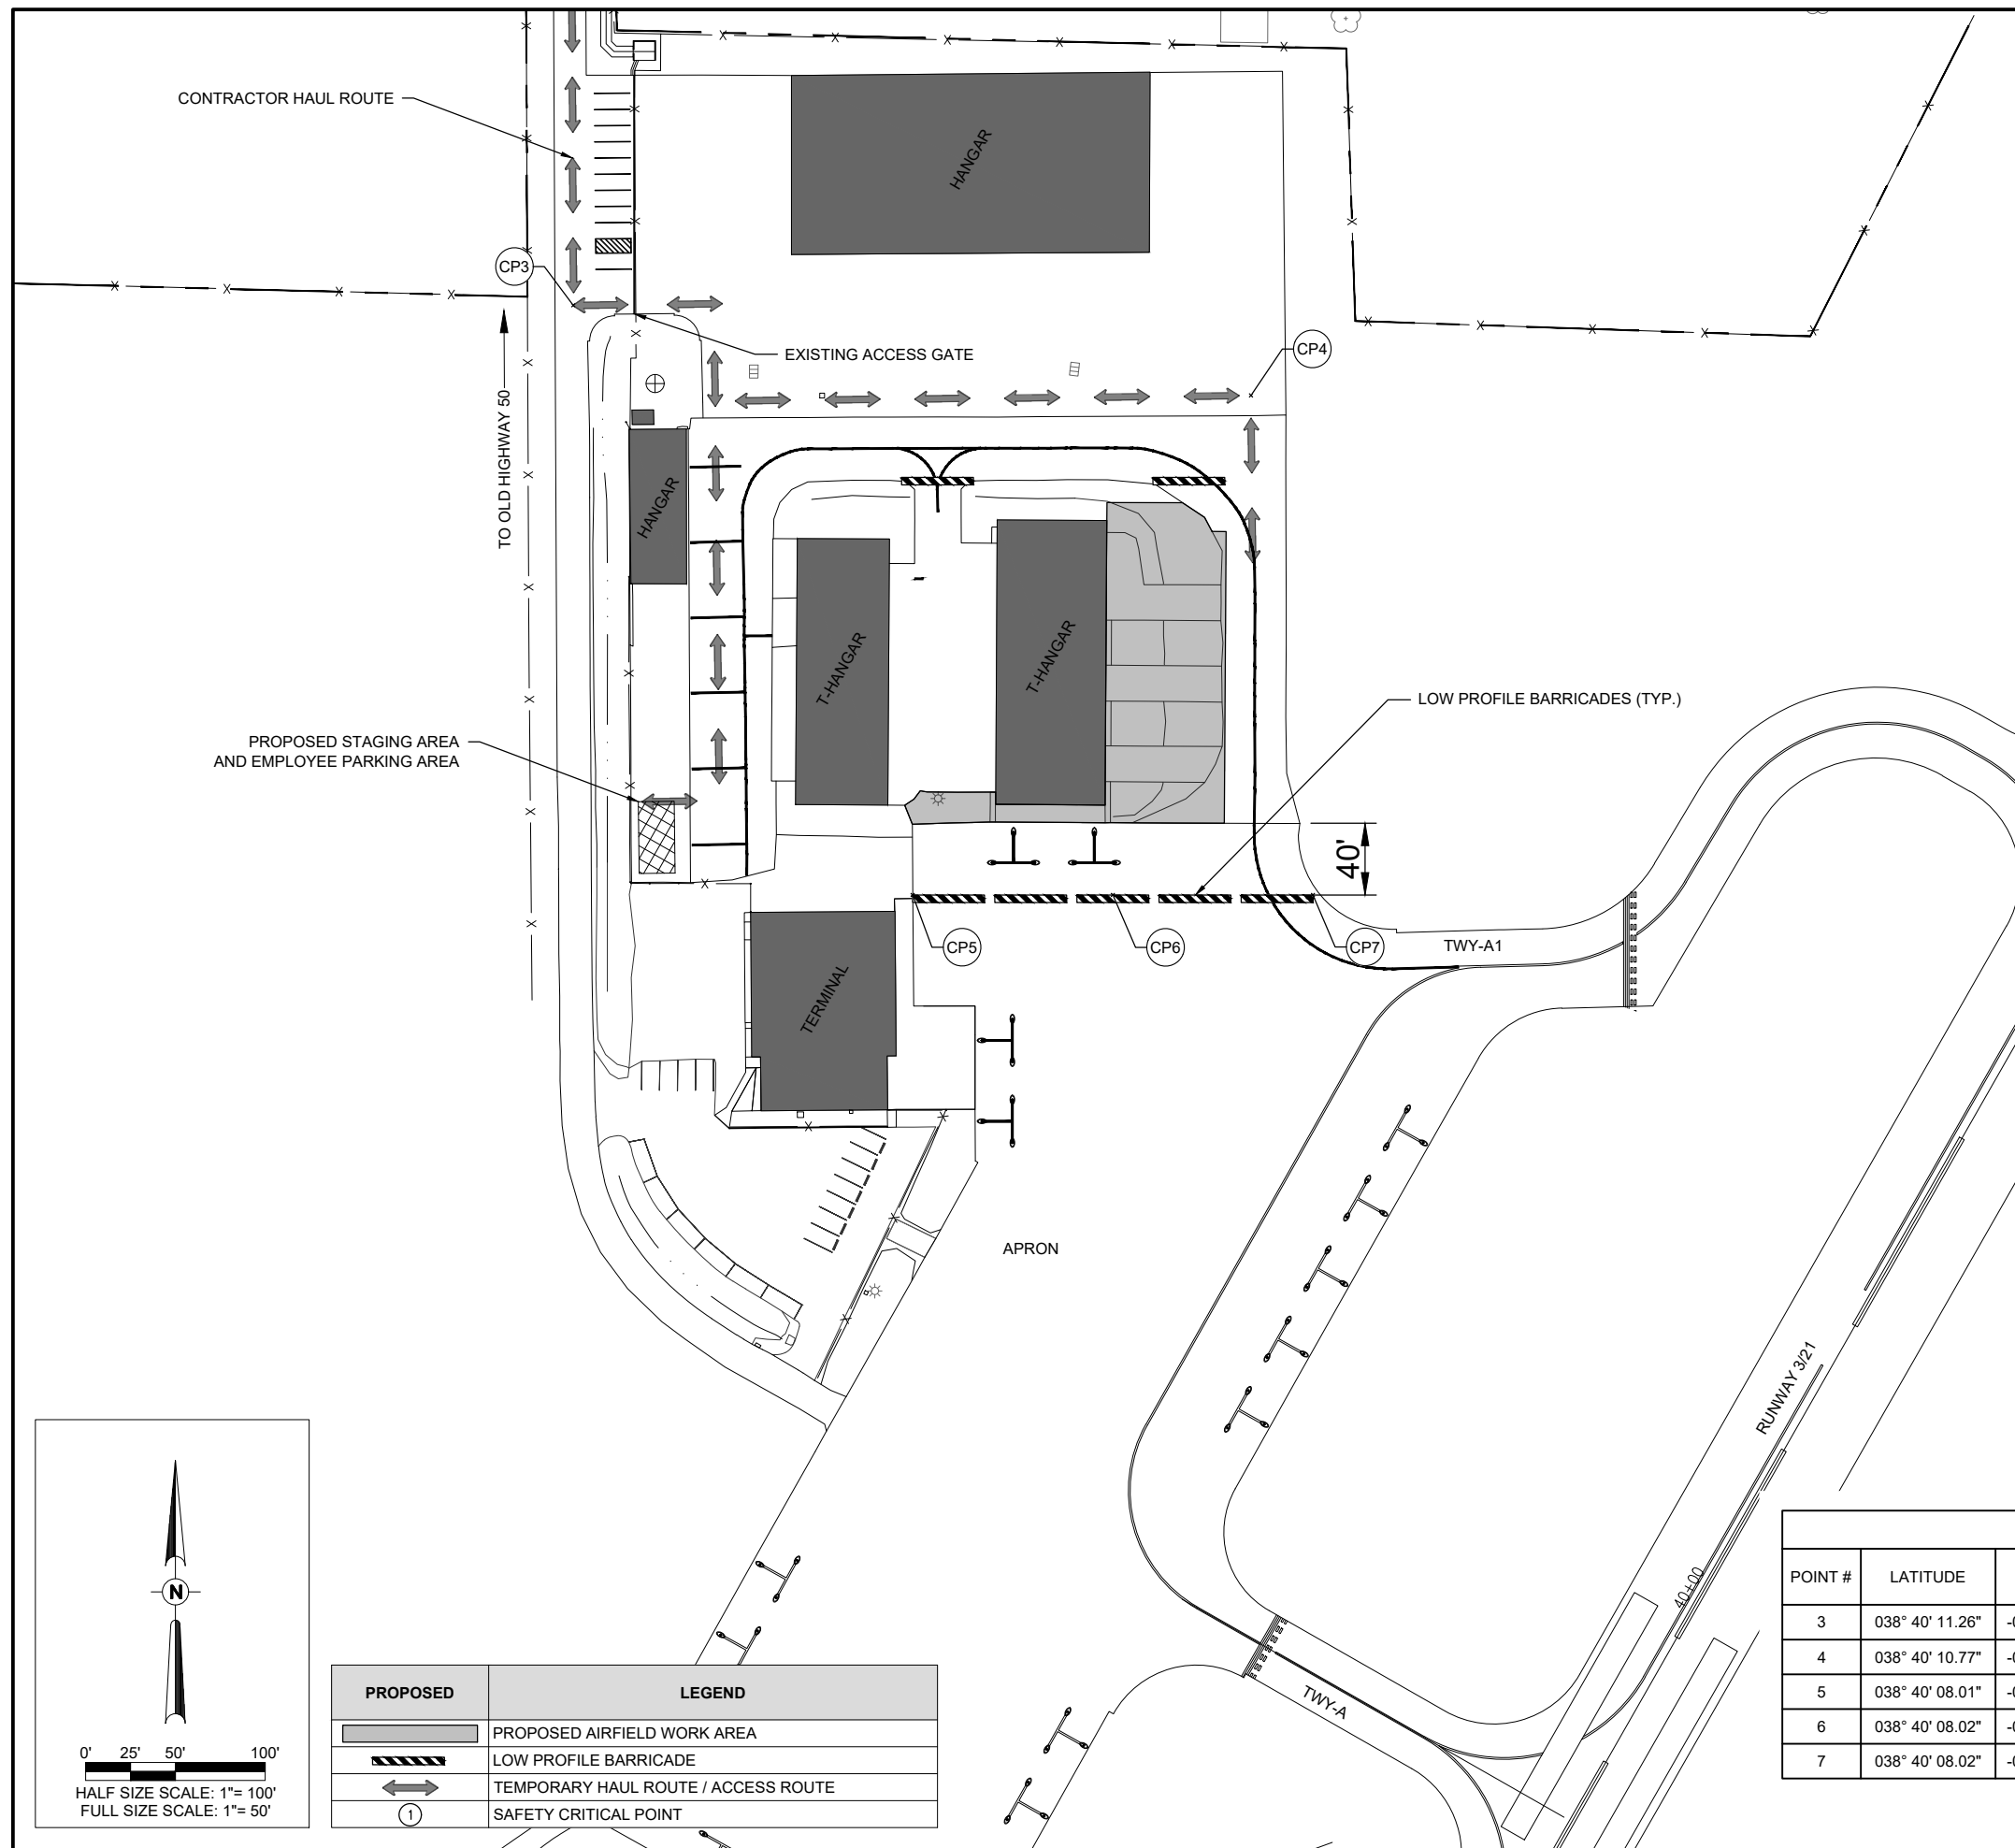 CONTRACTOR HAUL ROUTE
HANGAR
CP3
EXISTING ACCESS GATE
CP4
TO OLD HIGHWAY 50
HANGAR
T-HANGAR
T-HANGAR
LOW PROFILE BARRICADES (TYP.)
PROPOSED STAGING AREA
AND EMPLOYEE PARKING AREA
40'
CP5
CP6
CP7
TWY-A1
TERMINAL
APRON
RUNWAY 3/21
40+00
TWY-A
N
0' 25' 50' 100'
HALF SIZE SCALE: 1"= 100'
FULL SIZE SCALE: 1"= 50'
PROPOSED LEGEND
PROPOSED AIRFIELD WORK AREA
LOW PROFILE BARRICADE
TEMPORARY HAUL ROUTE / ACCESS ROUTE
1 SAFETY CRITICAL POINT
POINT # LATITUDE
3 038° 40' 11.26" -0
4 038° 40' 10.77" -0
5 038° 40' 08.01" -0
6 038° 40' 08.02" -0
7 038° 40' 08.02" -0